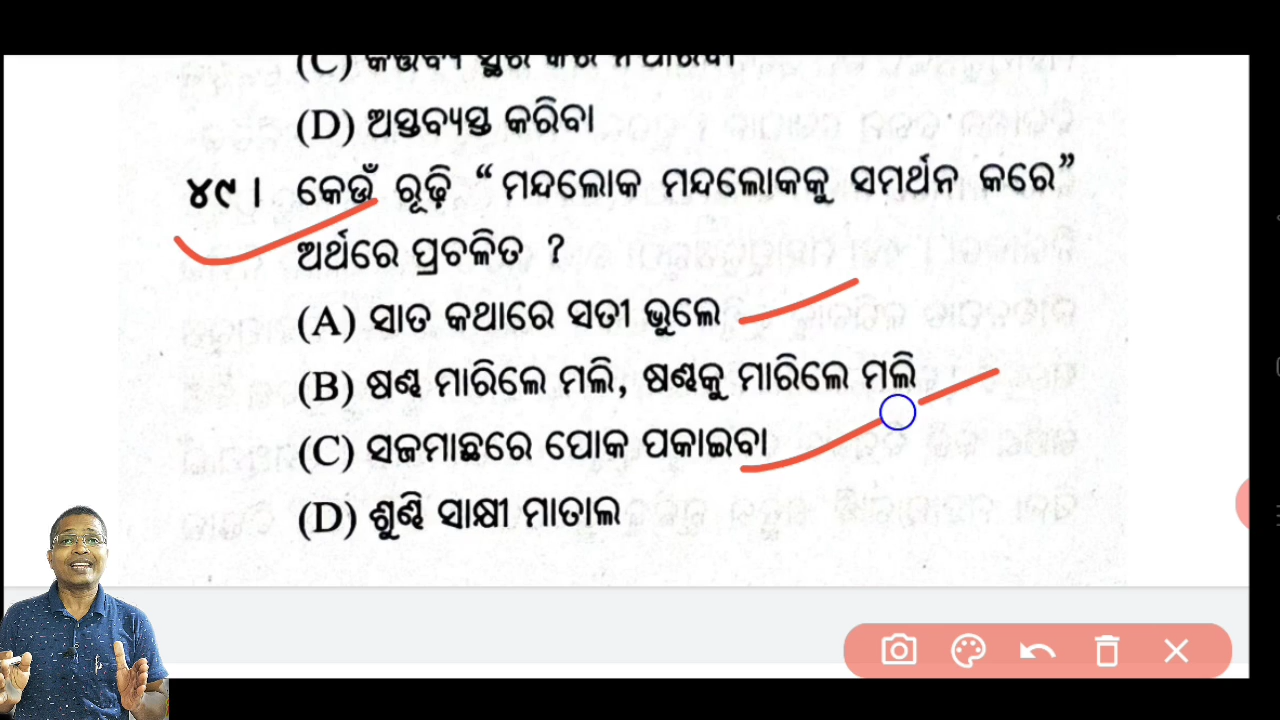 (D) ଅସ୍ତବ୍ୟସ୍ତ କରିବା
୪୯ । କେଉଁ ରୂଢ଼ି “ମନ୍ଦଲୋକ ମନ୍ଦଲୋକକୁ ସମର୍ଥନ କରେ”
ଅର୍ଥରେ ପ୍ରଚଳିତ ?
(A) ସାତ କଥାରେ ସତୀ ଭୁଲେ
(B) ଷଣ୍ଢ ମାରିଲେ ମଲି, ଷଣ୍ଢକୁ ମାରିଲେ ମଲି
(C) ସଜମାଛରେ ପୋକ ପକାଇବା
(D) ଶୁଣ୍ଢି ସାକ୍ଷୀ ମାତାଲ